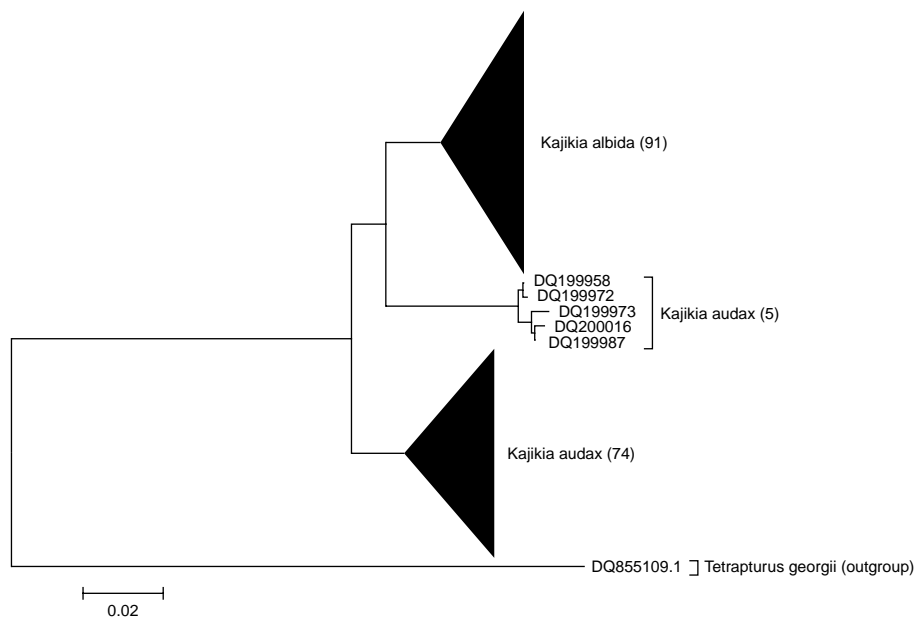 Kajikia albida (91)
DQ199958
DQ199972
DQ199973
DQ200016
DQ199987
Kajikia audax (5)
Kajikia audax (74)
DQ855109.1
Tetrapturus georgii (outgroup)
0.02